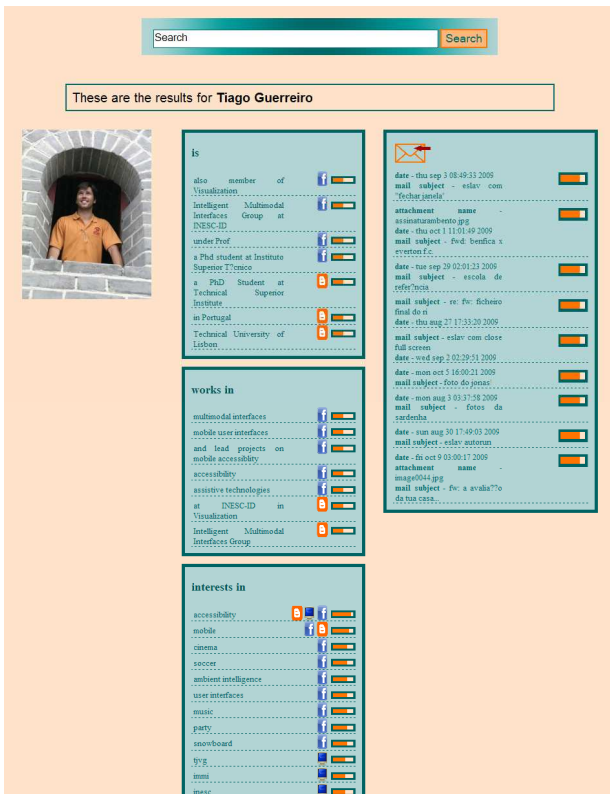 Search
Search
These are the results for Tiago Guerreiro
is
also member of
Visualization
Intelligent Multimodal
Interfaces Group at
INESC-ID
under Prof
a Phd student at Instituto
Superior T?cnico
a PhD Student at
Technical Superior
Institute
in Portugal
Technical University of
Lisbon
works in
multimodal interfaces
mobile user interfaces
and lead projects on
mobile accessiblity
accessibility
assistive technologies
at INESC-ID in
Visualization
Intelligent Multimodal
Interfaces Group
interests in
accessibility
mobile
cinema
soccer
ambient intelligence
user interfaces
music
party
snowboard
tjvg
immi
inesc
date - thu sep 3 08:49:33 2009
mail subject - eslav com
"fechar janela"
attachment name -
assinaturambento.jpg
date - thu oct 1 11:01:49 2009
mail subject - fwd: benfica x
everton f.c.
date - tue sep 29 02:01:23 2009
mail subject - escola de
refer?ncia
mail subject - re: fw: ficheiro
final do ri
date - thu aug 27 17:33:20 2009
mail subject - eslav com close
full screen
date - wed sep 2 02:29:51 2009
date - mon oct 5 16:00:21 2009
mail subject - foto do jonas!
date - mon aug 3 03:37:58 2009
mail subject - fotos da
sardenha
date - sun aug 30 17:49:03 2009
mail subject - eslav autorun
date - fri oct 9 03:00:17 2009
attachment name -
image0044.jpg
mail subject - fw: a avalia??o
da tua casa...